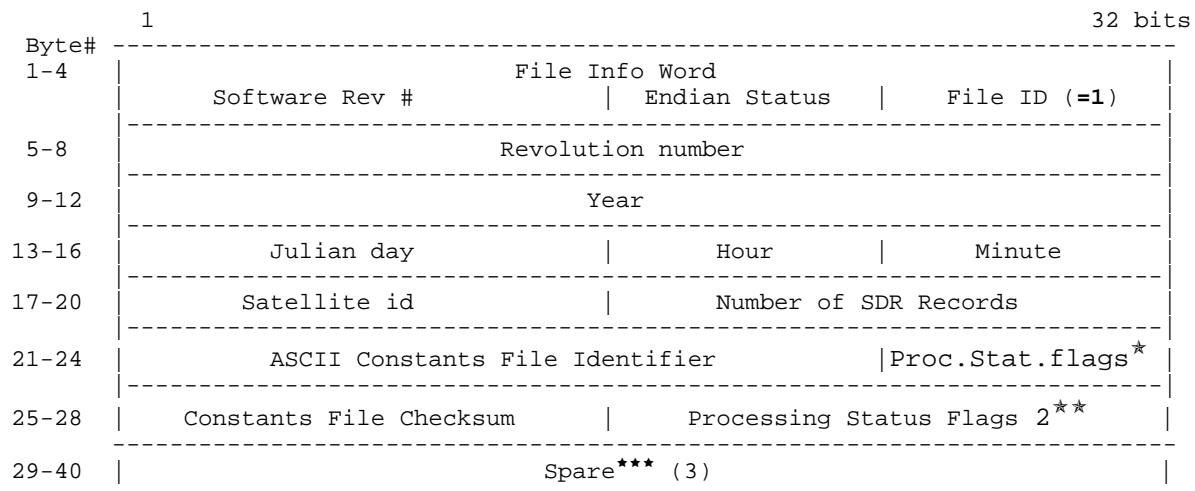 1 32 bits
Byte# --------------------------------------------------------------------------
1-4 | File Info Word |
| Software Rev # | Endian Status | File ID (=1) |
|------------------------------------------------------------------------|
5-8 | Revolution number |
|------------------------------------------------------------------------|
9-12 | Year |
|------------------------------------------------------------------------|
13-16 | Julian day | Hour | Minute |
|------------------------------------------------------------------------|
17-20 | Satellite id | Number of SDR Records |
|------------------------------------------------------------------------|
21-24 | ASCII Constants File Identifier |Proc.Stat.flags✯ |
|------------------------------------------------------------------------|
25-28 | Constants File Checksum | Processing Status Flags 2✯✯ |
--------------------------------------------------------------------------
29-40 | Spare★★★ (3) |